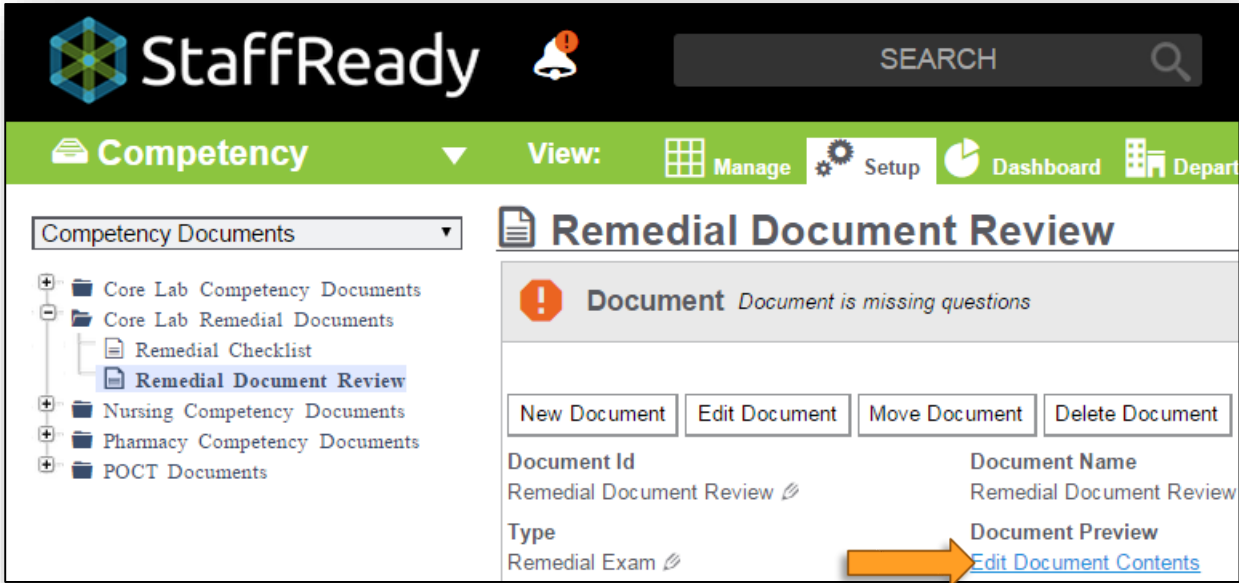 StaffReady
!
SEARCH
Competency
View:
Manage
Setup
Dashboard
Depart
Competency Documents
Core Lab Competency Documents
Core Lab Remedial Documents
Remedial Checklist
Remedial Document Review
Nursing Competency Documents
Pharmacy Competency Documents
POCT Documents
Remedial Document Review
! Document Document is missing questions
New Document Edit Document Move Document Delete Document
Document Id
Remedial Document Review
Document Name
Remedial Document Review
Type
Remedial Exam
Document Preview
Edit Document Contents